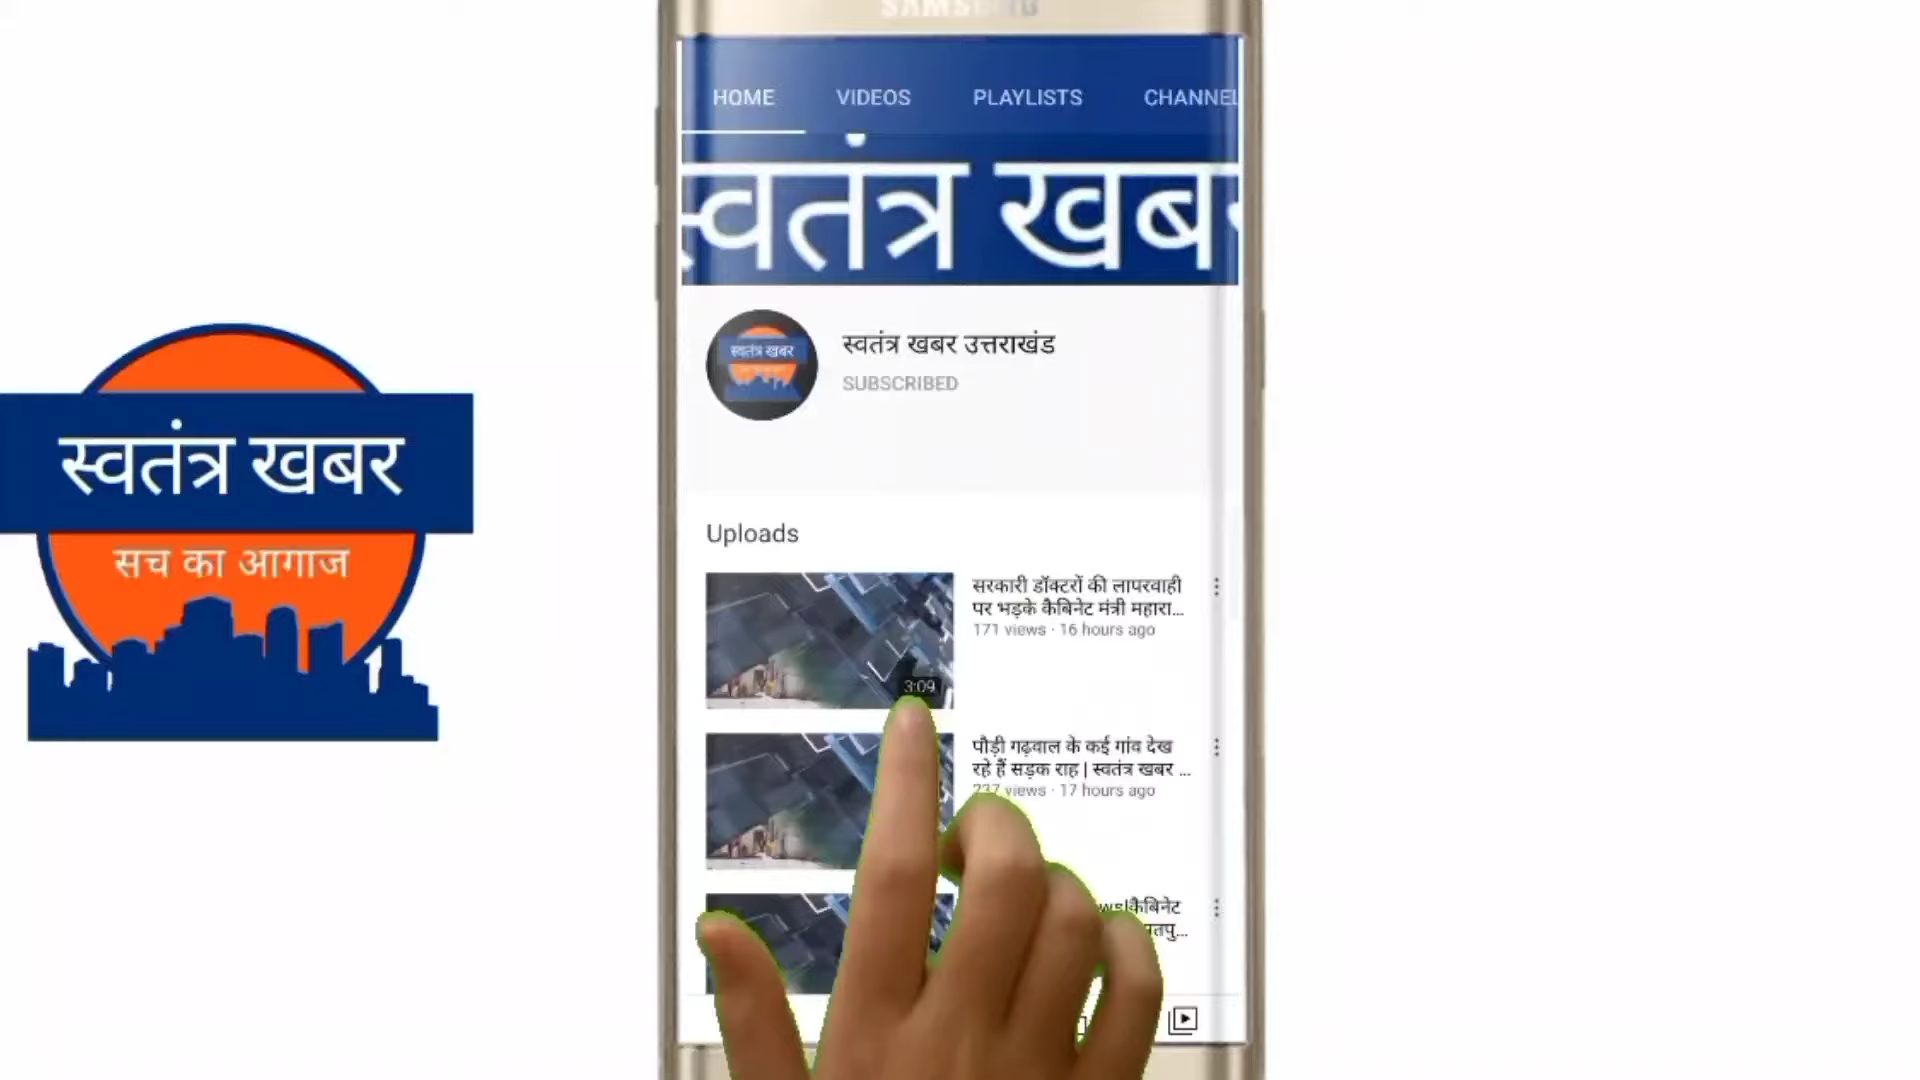 SAMSUNG
HOME VIDEOS PLAYLISTS CHANNEL
स्वतंत्र खबर
स्वतंत्र खबर
स्वतंत्र खबर उत्तराखंड
SUBSCRIBED
स्वतंत्र खबर
सच का आगाज
Uploads
सरकारी डॉक्टरों की लापरवाही
पर भड़के कैबिनेट मंत्री महारा...
171 views · 16 hours ago
3:09
पौड़ी गढ़वाल के कई गांव देख
रहे हैं सड़क राह | स्वतंत्र खबर ...
237 views · 17 hours ago
कैबिनेट